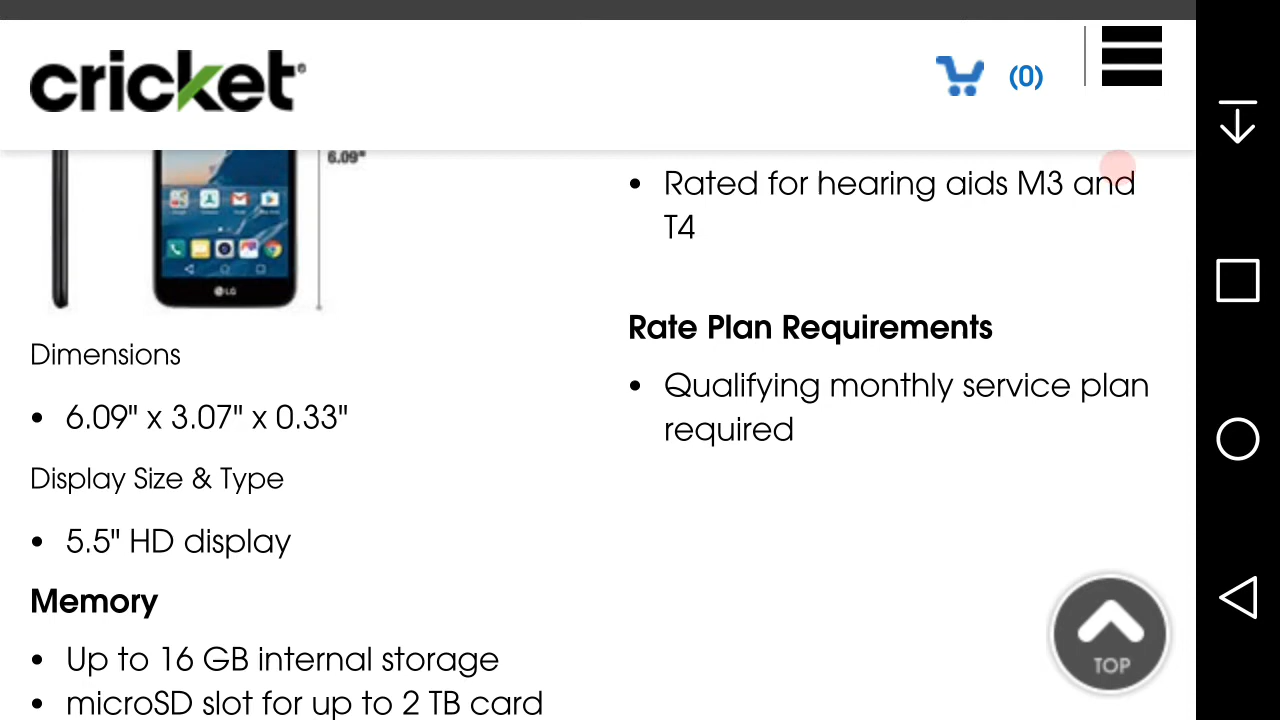 cricket
(0)
6.09"
LG
Dimensions
• 6.09" x 3.07" x 0.33"
Display Size & Type
• 5.5" HD display
Memory
• Up to 16 GB internal storage
• microSD slot for up to 2 TB card
• Rated for hearing aids M3 and
T4
Rate Plan Requirements
• Qualifying monthly service plan
required
TOP